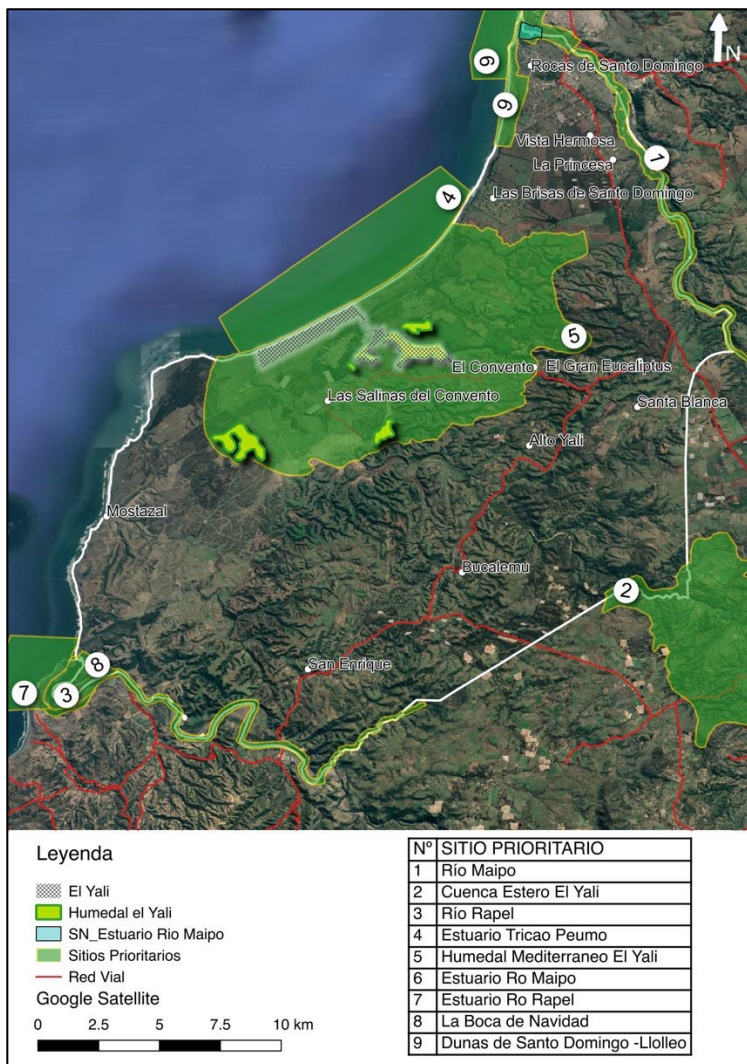 N
6
Rocas de Santo Domingo
9
Vista Hermosa
1
La Princesa
4
Las Brisas de Santo Domingo
5
El Convento
El Gran Eucaliptus
Las Salinas del Convento
Santa Blanca
Alto Yali
Mostazal
Bucalemu
2
San Enrique
8
7
3
Leyenda
El Yali
Humedal el Yali
SN_Estuario Rio Maipo
Sitios Prioritarios
Red Vial
Google Satellite
0 2.5 5 7.5 10 km
Nº SITIO PRIORITARIO
1 Río Maipo
2 Cuenca Estero El Yali
3 Río Rapel
4 Estuario Tricao Peumo
5 Humedal Mediterraneo El Yali
6 Estuario Ro Maipo
7 Estuario Ro Rapel
8 La Boca de Navidad
9 Dunas de Santo Domingo -Llolleo